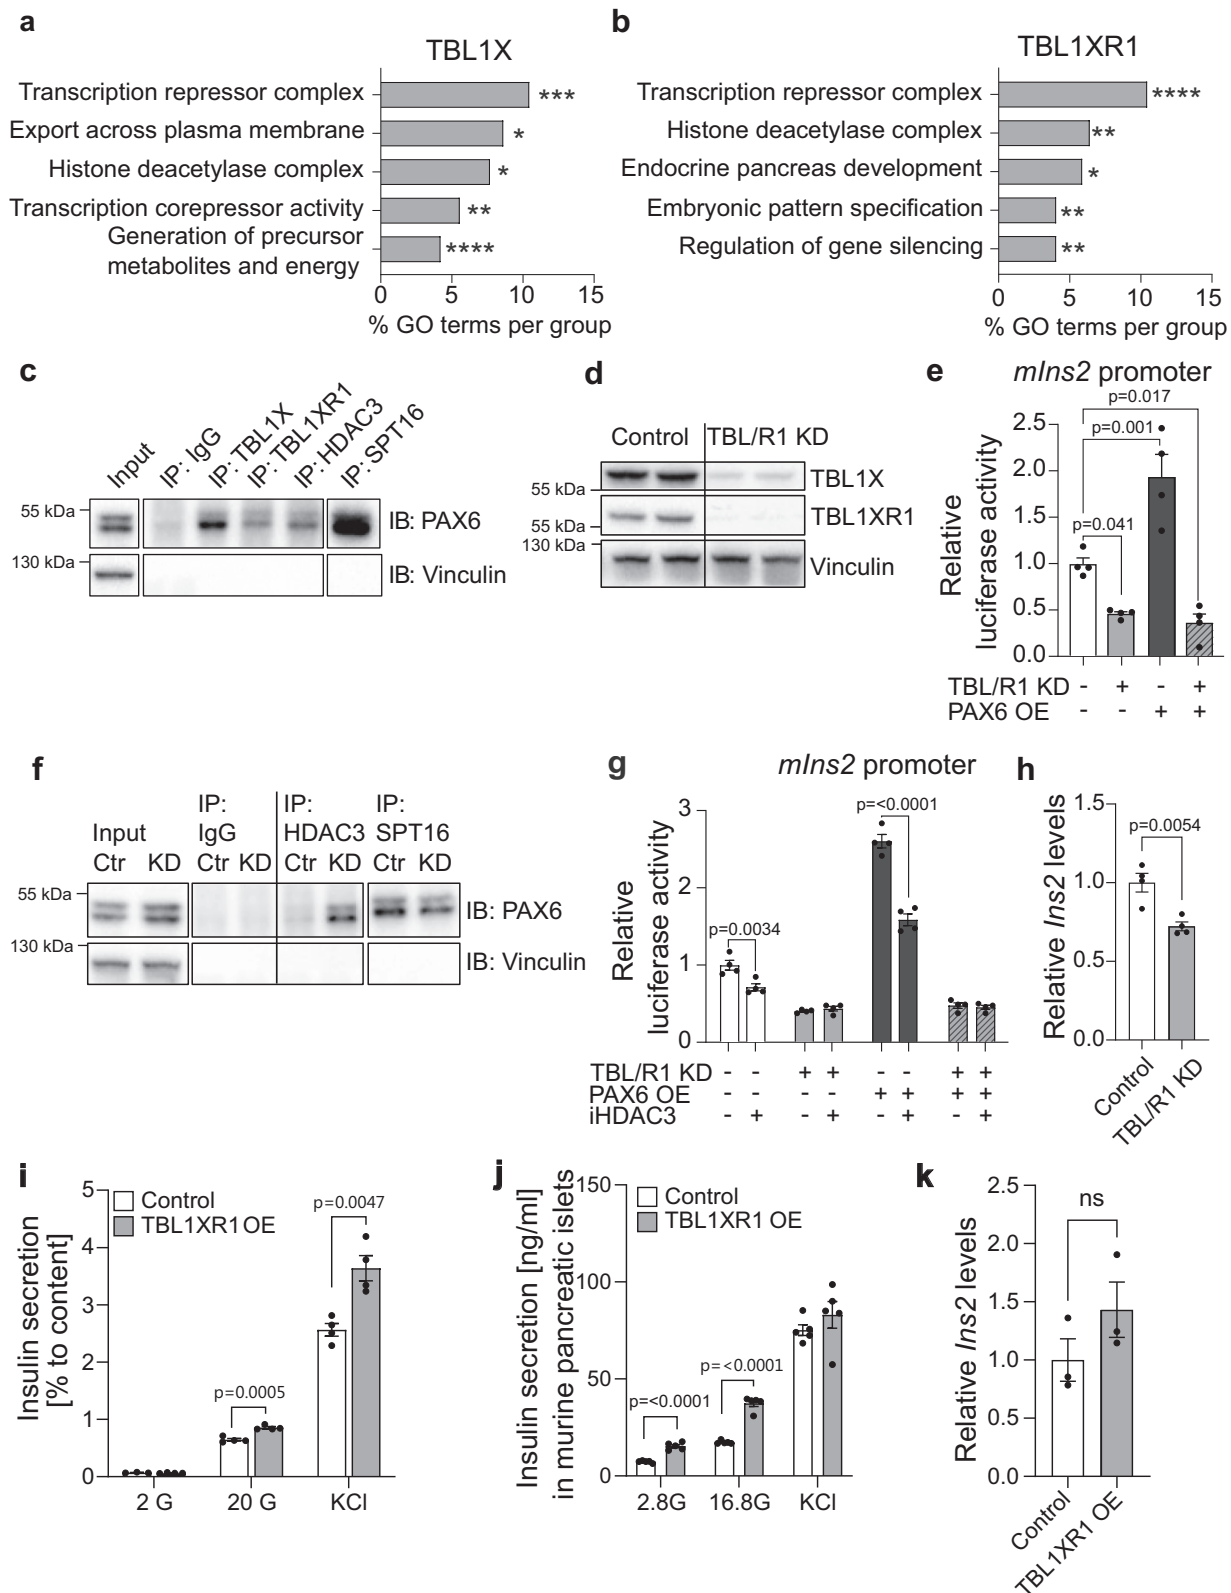 a
TBL1X
Transcription repressor complex
***
Export across plasma membrane
*
Histone deacetylase complex
*
Transcription corepressor activity
**
Generation of precursor
metabolites and energy
****
0 5 10 15
% GO terms per group
b
TBL1XR1
Transcription repressor complex
****
Histone deacetylase complex
**
Endocrine pancreas development
*
Embryonic pattern specification
**
Regulation of gene silencing
**
0 5 10 15
% GO terms per group
c
Input
IP: IgG
IP: TBL1X
IP: TBL1XR1
IP: HDAC3
IP: SPT16
55 kDa
IB: PAX6
130 kDa
IB: Vinculin
d
Control TBL/R1 KD
TBL1X
55 kDa
TBL1XR1
55 kDa
130 kDa
Vinculin
e
mIns2 promoter
p=0.017
p=0.001
p=0.041
2.5
2.0
1.5
1.0
0.5
0.0
Relative
luciferase activity
TBL/R1 KD - + - +
PAX6 OE - - + +
f
Input
IP:
IgG
IP:
HDAC3
IP:
SPT16
Ctr KD Ctr KD Ctr KD Ctr KD
55 kDa
IB: PAX6
130 kDa
IB: Vinculin
g
mIns2 promoter
p=<0.0001
p=0.0034
3
2
1
0
Relative
luciferase activity
TBL/R1 KD - - + + - - + +
PAX6 OE - - - - + + + +
iHDAC3 - + - + - + - +
h
p=0.0054
1.5
1.0
0.5
0.0
Relative Ins2 levels
Control
TBL/R1 KD
i
Control
TBL1XR1 OE
p=0.0047
p=0.0005
5
4
3
2
1
0
Insulin secretion
[% to content]
2 G 20 G KCl
j
Control
TBL1XR1 OE
p=<0.0001
p=<0.0001
150
100
50
0
Insulin secretion [ng/ml]
in murine pancreatic islets
2.8G 16.8G KCl
k
ns
2.5
2.0
1.5
1.0
0.5
0.0
Relative Ins2 levels
Control
TBL1XR1 OE